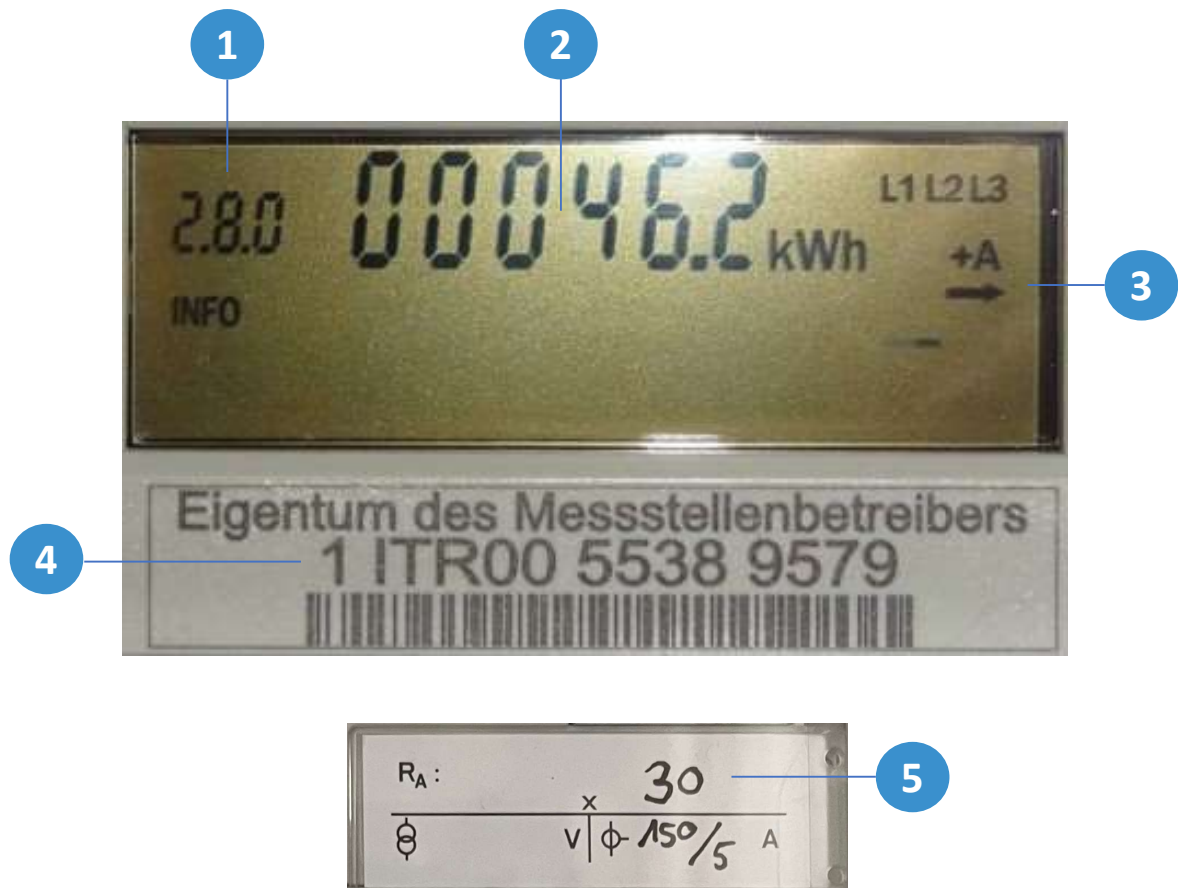 1
2
2.8.0 00046.2 kWh L1 L2 L3
+A
3
INFO
Eigentum des Messstellenbetreibers
4
1 ITR00 5538 9579
RA : x 30
5
V 150/5 A